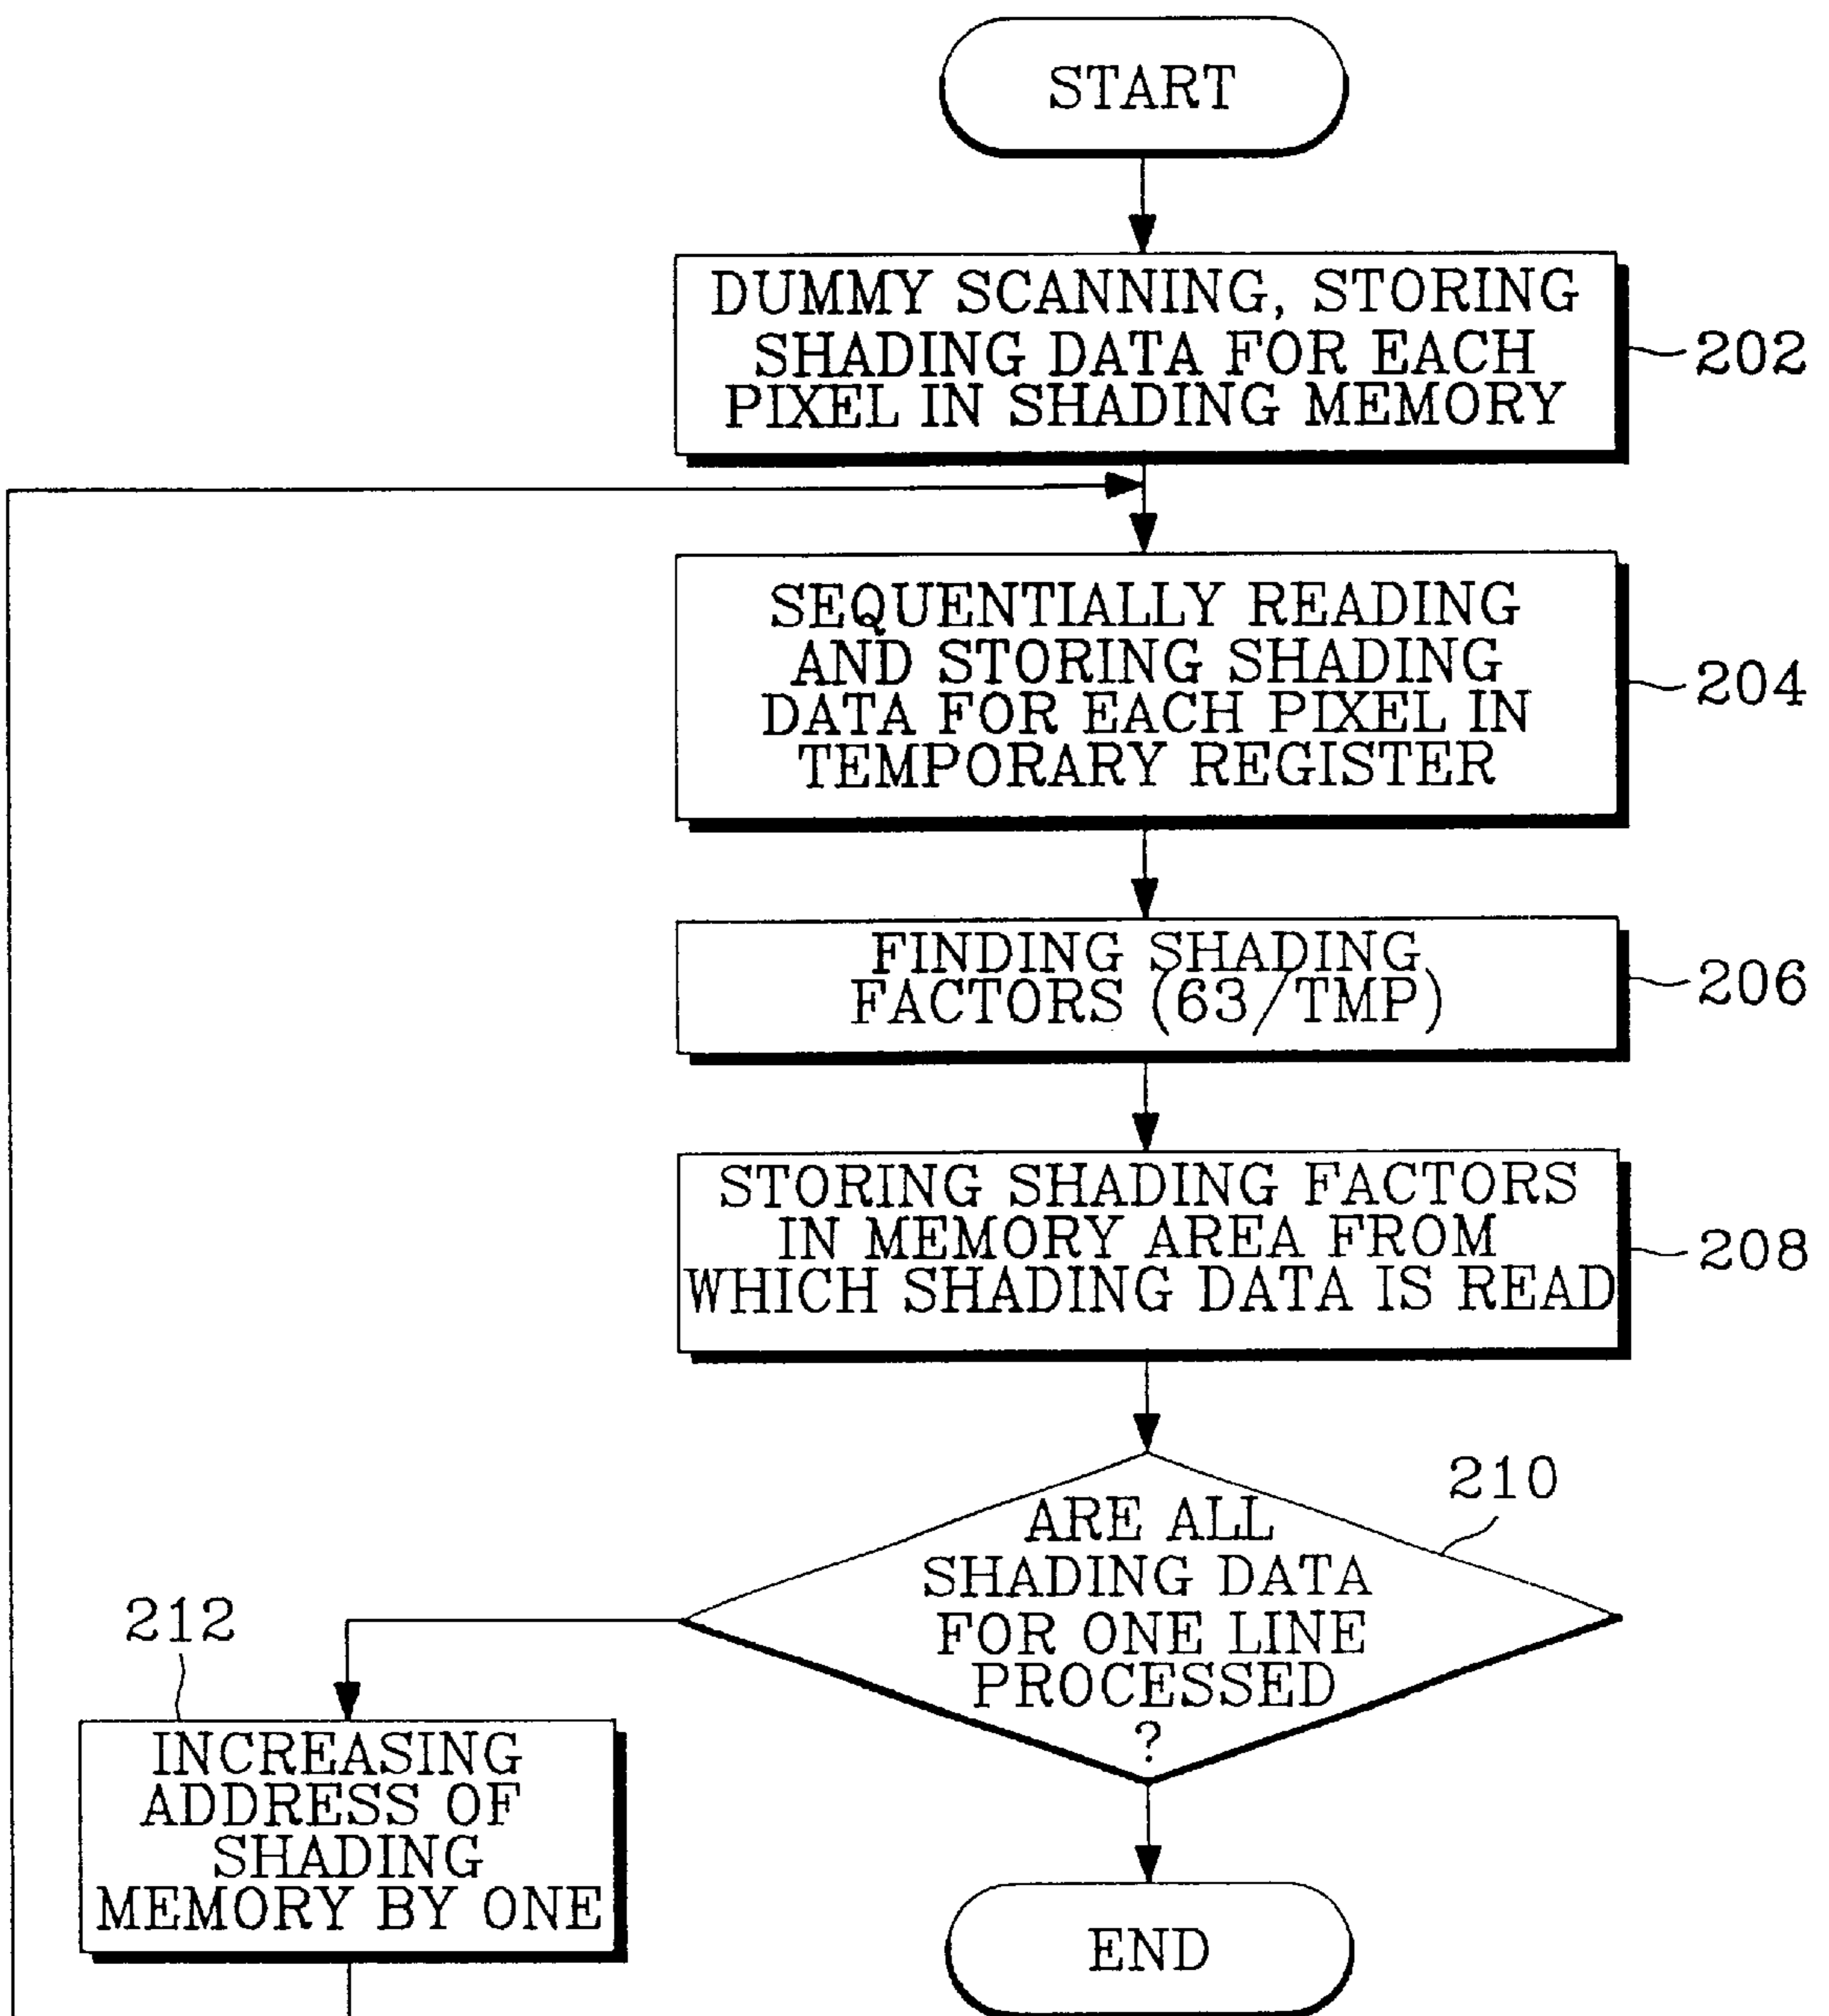 START
DUMMY SCANNING, STORING
SHADING DATA FOR EACH
PIXEL IN SHADING MEMORY
202
SEQUENTIALLY READING
AND STORING SHADING
DATA FOR EACH PIXEL IN
TEMPORARY REGISTER
204
FINDING SHADING
FACTORS (63/TMP)
206
STORING SHADING FACTORS
IN MEMORY AREA FROM
WHICH SHADING DATA IS READ
208
ARE ALL
SHADING DATA
FOR ONE LINE
PROCESSED
?
210
212
INCREASING
ADDRESS OF
SHADING
MEMORY BY ONE
END